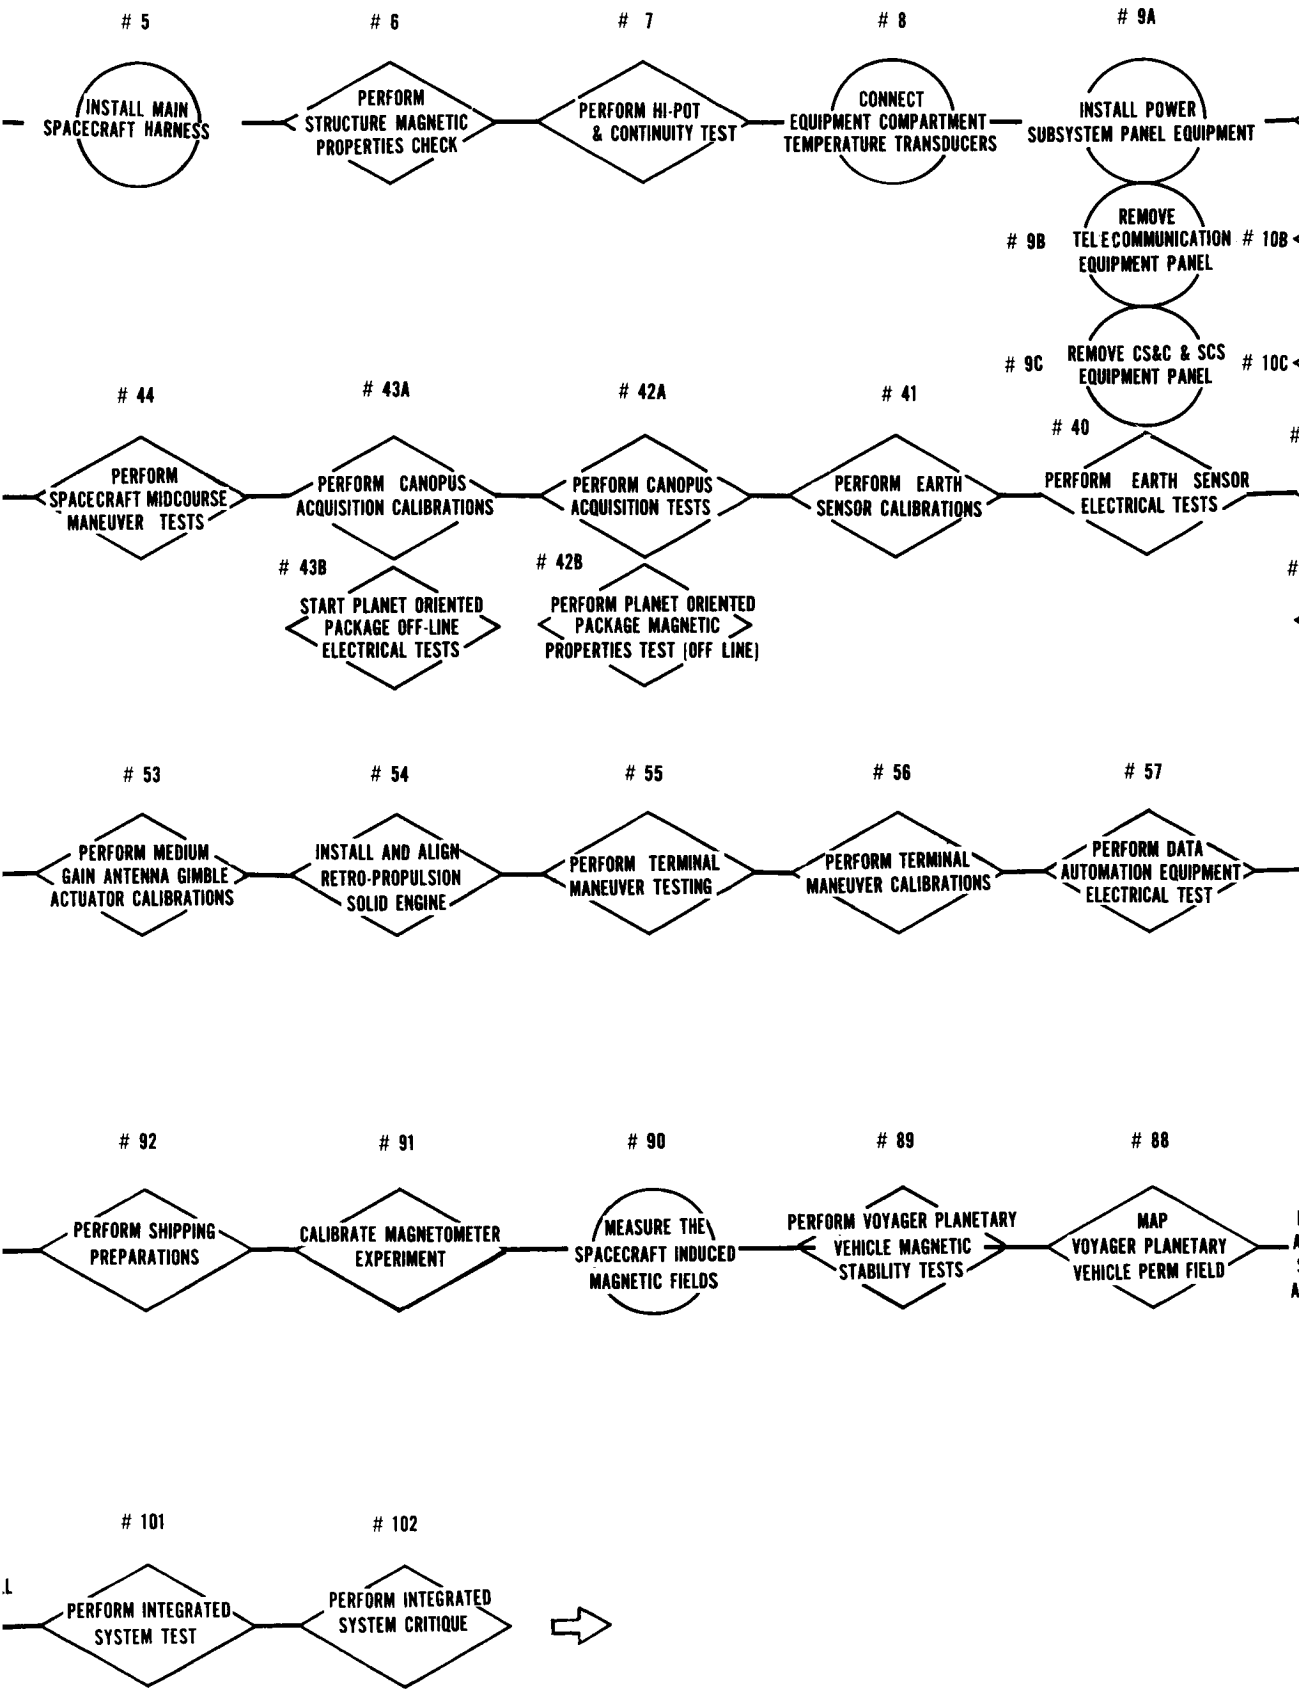 # 5
INSTALL MAIN
SPACECRAFT HARNESS
# 6
PERFORM
STRUCTURE MAGNETIC
PROPERTIES CHECK
# 7
PERFORM HI-POT
& CONTINUITY TEST
# 8
CONNECT
EQUIPMENT COMPARTMENT
TEMPERATURE TRANSDUCERS
# 9A
INSTALL POWER
SUBSYSTEM PANEL EQUIPMENT
# 9B
REMOVE
TELECOMMUNICATION
EQUIPMENT PANEL
# 10B
# 9C
REMOVE CS&C & SCS
EQUIPMENT PANEL
# 10C
# 44
PERFORM
SPACECRAFT MIDCOURSE
MANEUVER TESTS
# 43A
PERFORM CANOPUS
ACQUISITION CALIBRATIONS
# 43B
START PLANET ORIENTED
PACKAGE OFF-LINE
ELECTRICAL TESTS
# 42A
PERFORM CANOPUS
ACQUISITION TESTS
# 42B
PERFORM PLANET ORIENTED
PACKAGE MAGNETIC
PROPERTIES TEST (OFF LINE)
# 41
PERFORM EARTH
SENSOR CALIBRATIONS
# 40
PERFORM EARTH SENSOR
ELECTRICAL TESTS
#
#
# 53
PERFORM MEDIUM
GAIN ANTENNA GIMBLE
ACTUATOR CALIBRATIONS
# 54
INSTALL AND ALIGN
RETRO-PROPULSION
SOLID ENGINE
# 55
PERFORM TERMINAL
MANEUVER TESTING
# 56
PERFORM TERMINAL
MANEUVER CALIBRATIONS
# 57
PERFORM DATA
AUTOMATION EQUIPMENT
ELECTRICAL TEST
# 92
PERFORM SHIPPING
PREPARATIONS
# 91
CALIBRATE MAGNETOMETER
EXPERIMENT
# 90
MEASURE THE
SPACECRAFT INDUCED
MAGNETIC FIELDS
# 89
PERFORM VOYAGER PLANETARY
VEHICLE MAGNETIC
STABILITY TESTS
# 88
MAP
VOYAGER PLANETARY
VEHICLE PERM FIELD
# 101
PERFORM INTEGRATED
SYSTEM TEST
# 102
PERFORM INTEGRATED
SYSTEM CRITIQUE